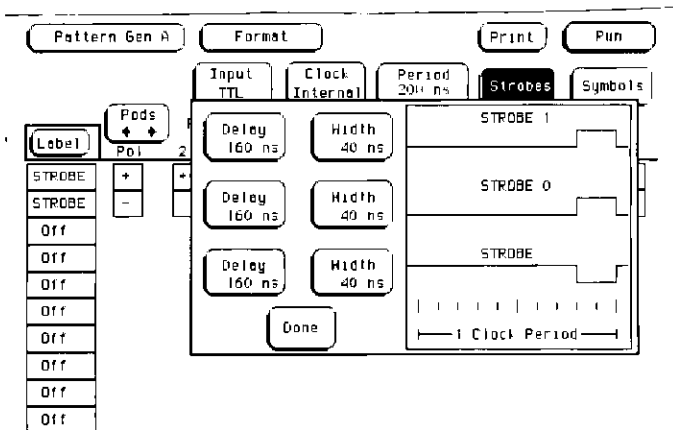 Pattern Gen A Format Print Run
Input TTL Clock Internal Period 200 ns Strobes Symbols
Label Pods Pol 2
Delay 160 ns Width 40 ns STROBE 1
STROBE +
STROBE -
Delay 160 ns Width 40 ns STROBE 0
Off
Off
Delay 160 ns Width 40 ns STROBE
Off
Off
Done
1 Clock Period
Off
Off
Off
Off